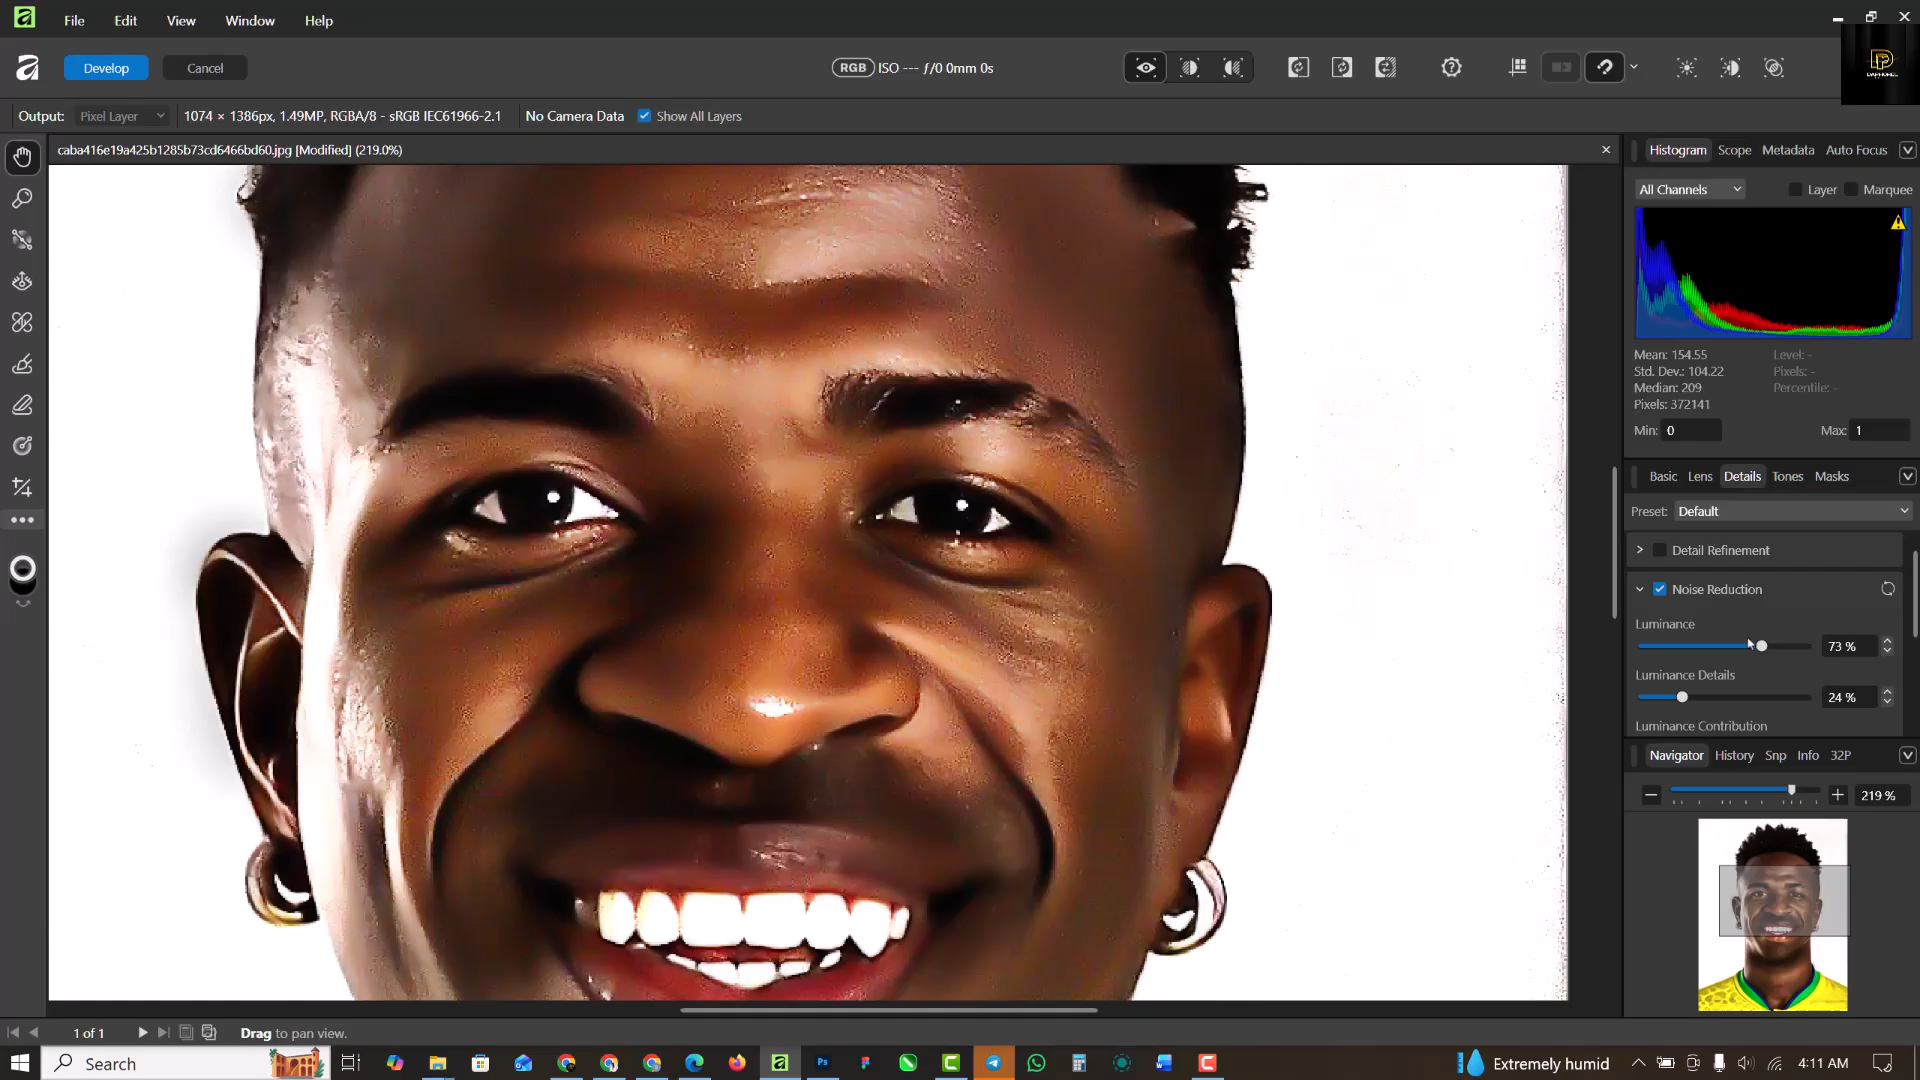 File Edit View Window Help
Develop Cancel RGB ISO --- ƒ/0 0mm 0s
DAPHOREL
Output: Pixel Layer 1074 × 1386px, 1.49MP, RGBA/8 - sRGB IEC61966-2.1 No Camera Data Show All Layers
caba416e19a425b1285b73cd6466bd60.jpg [Modified] (219.0%)
Histogram Scope Metadata Auto Focus
All Channels Layer Marquee
Mean: 154.55 Level: -
Std. Dev.: 104.22 Pixels: -
Median: 209 Percentile: -
Pixels: 372141
Min: 0 Max: 1
Basic Lens Details Tones Masks
Preset: Default
Detail Refinement
Noise Reduction
Luminance
73 %
Luminance Details
24 %
Luminance Contribution
Navigator History Snp Info 32P
219 %
1 of 1 Drag to pan view.
Search Extremely humid 4:11 AM